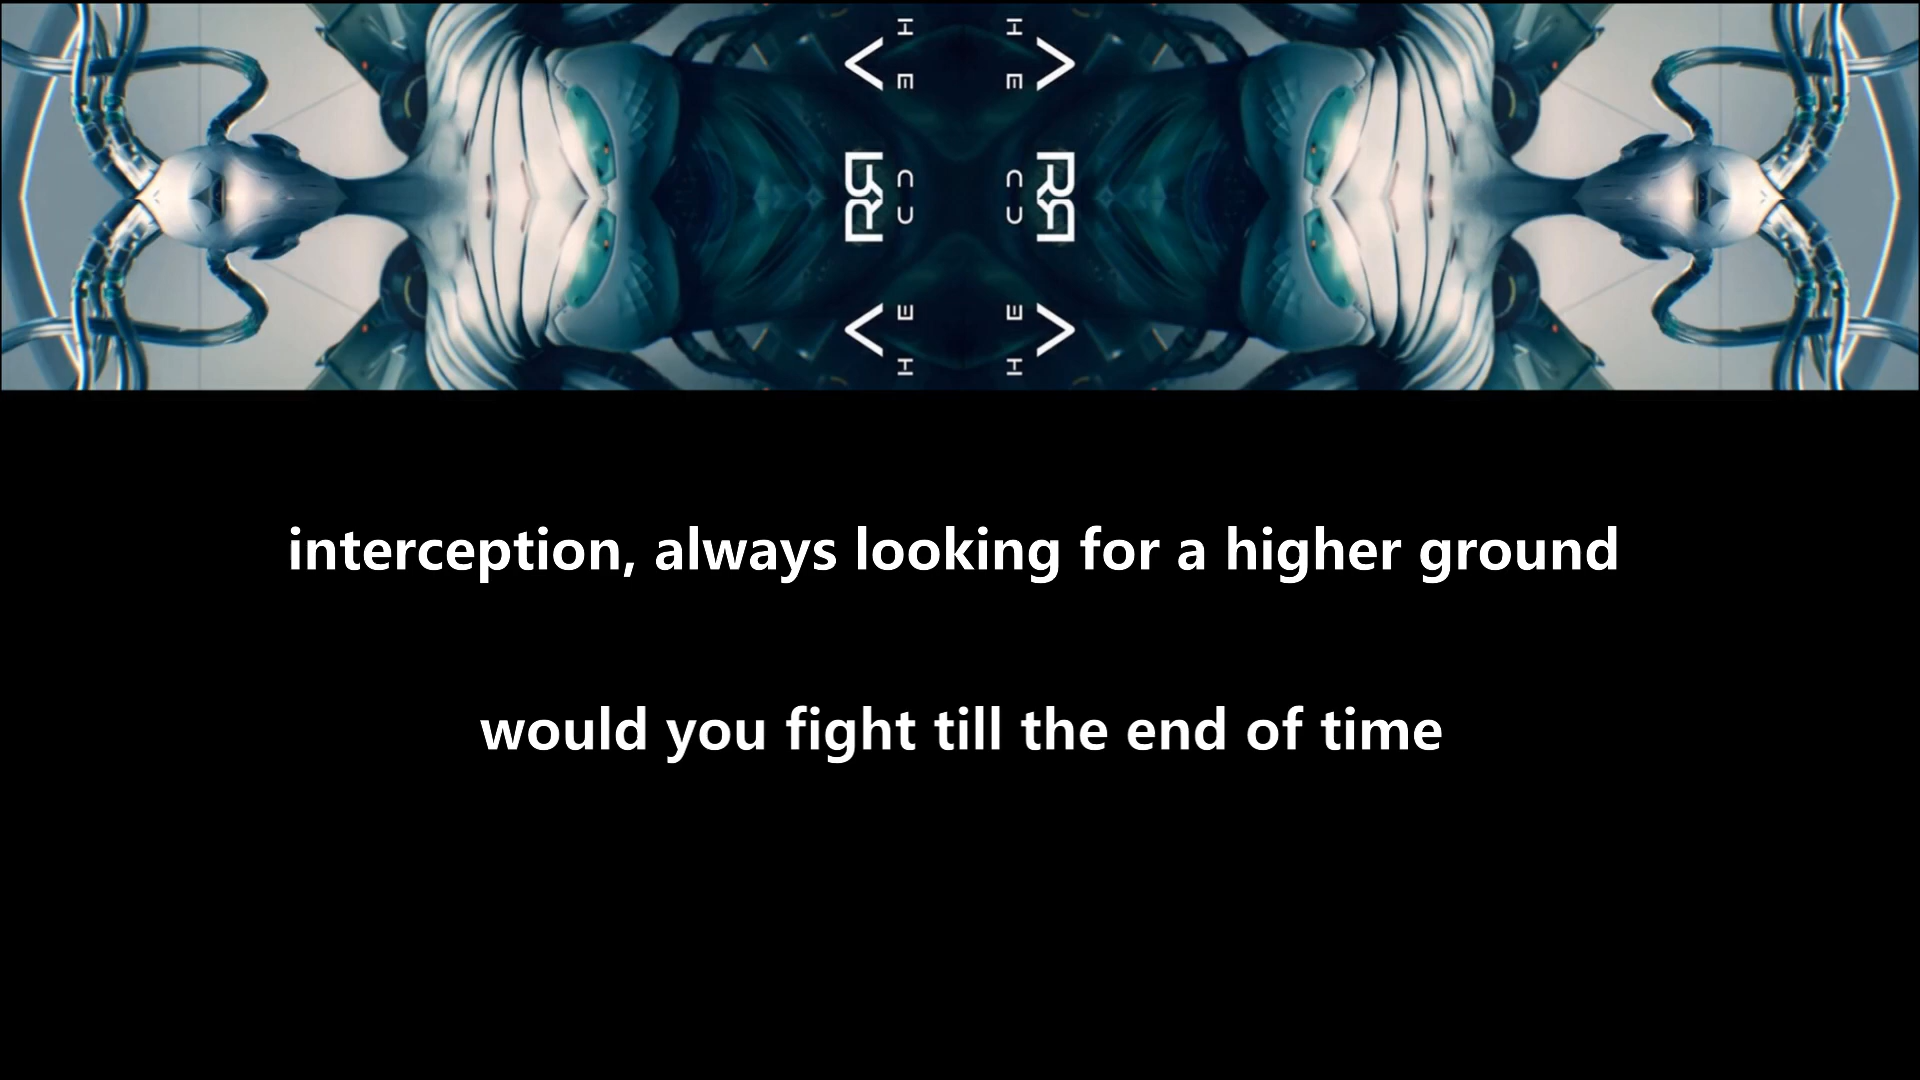 interception, always looking for a higher ground
would you fight till the end of time